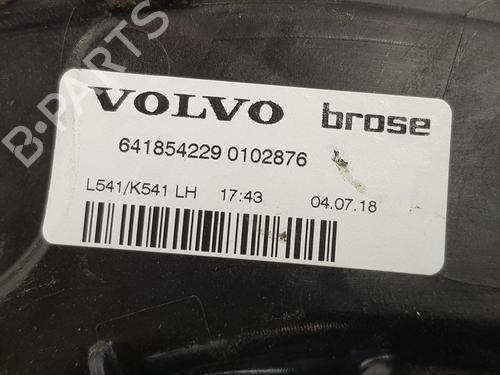 B-PARTS
VOLVO brose
641854229 0102876
L541/K541 LH 17:43 04.07.18